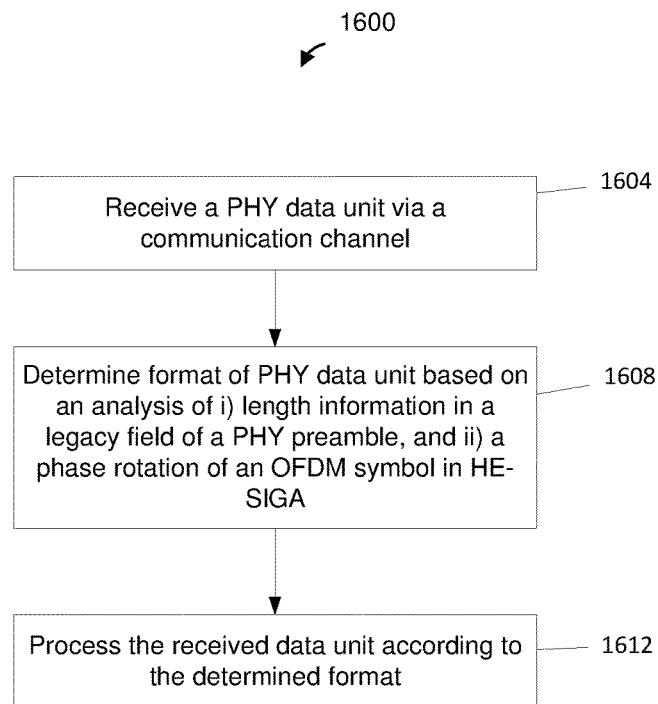 1600
Receive a PHY data unit via a
communication channel
1604
Determine format of PHY data unit based on
an analysis of i) length information in a
legacy field of a PHY preamble, and ii) a
phase rotation of an OFDM symbol in HE-
SIGA
1608
Process the received data unit according to
the determined format
1612